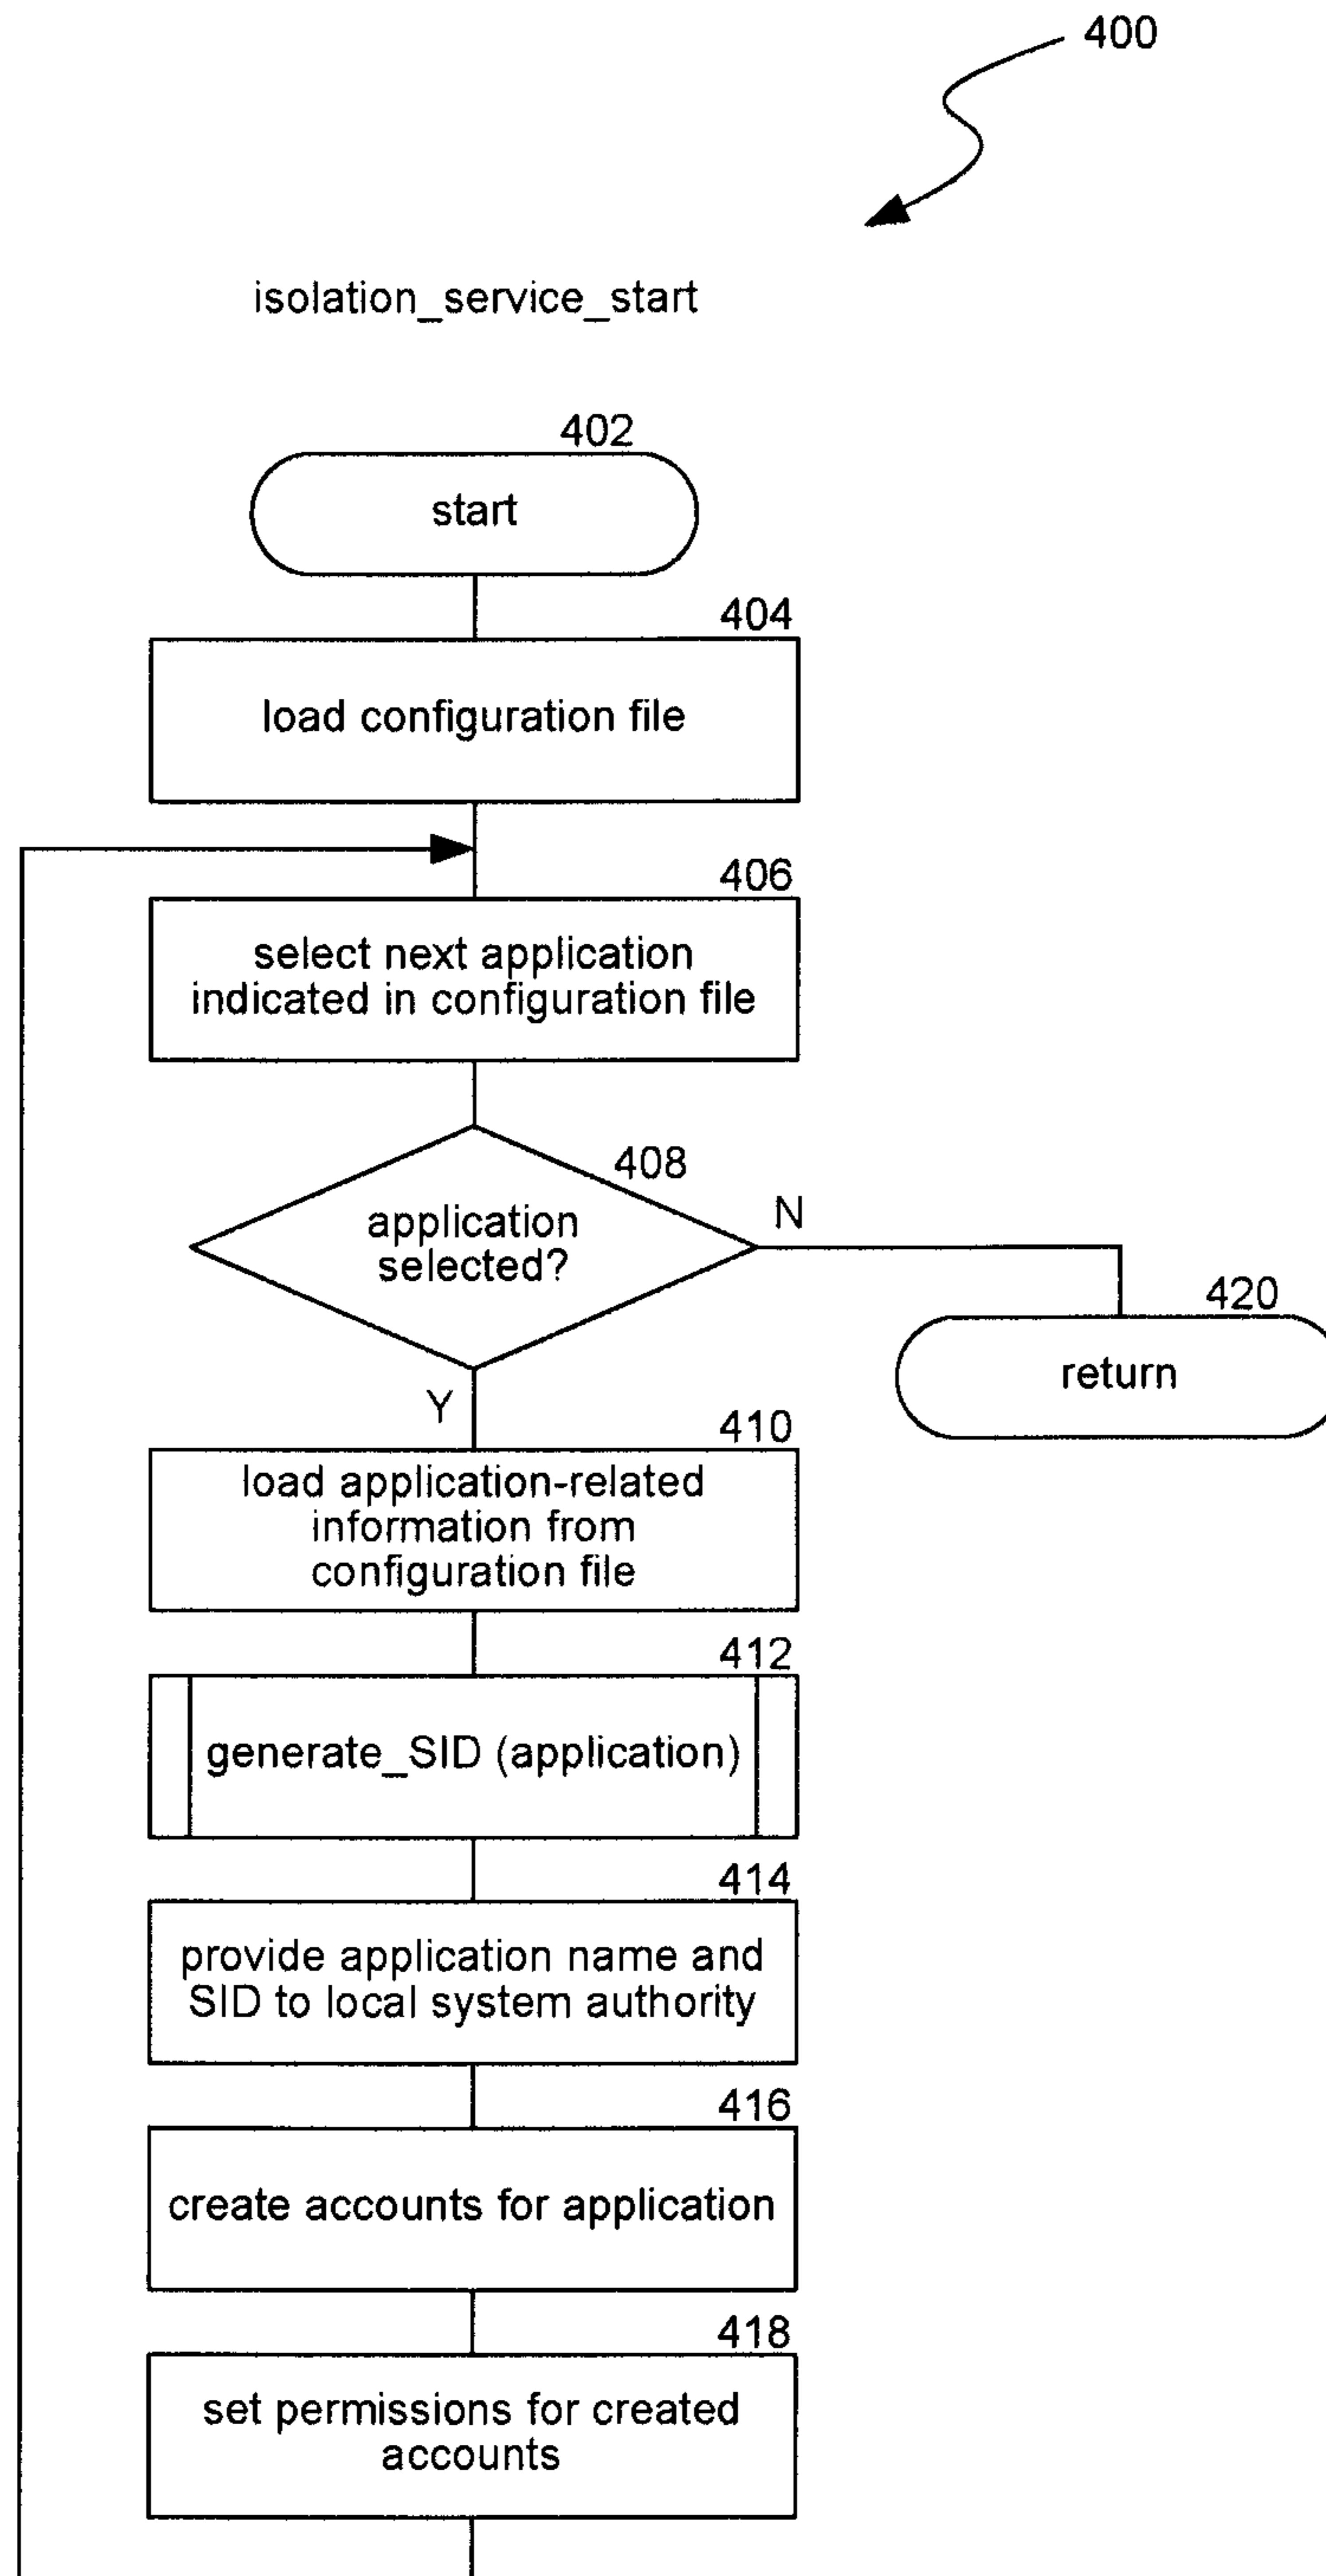 400
isolation_service_start
402
start
404
load configuration file
406
select next application
indicated in configuration file
408
application
selected?
N
420
return
Y
410
load application-related
information from
configuration file
412
generate_SID (application)
414
provide application name and
SID to local system authority
416
create accounts for application
418
set permissions for created
accounts